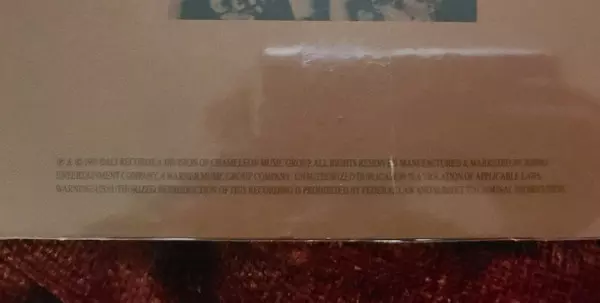 ℗ & © 1995 DALI RECORDS, A DIVISION OF CHAMELEON MUSIC GROUP. ALL RIGHTS RESERVED. MANUFACTURED & MARKETED BY RHINO
ENTERTAINMENT COMPANY, A WARNER MUSIC GROUP COMPANY. UNAUTHORIZED DUPLICATION IS A VIOLATION OF APPLICABLE LAWS.
WARNING: UNAUTHORIZED REPRODUCTION OF THIS RECORDING IS PROHIBITED BY FEDERAL LAW AND SUBJECT TO CRIMINAL PROSECUTION.